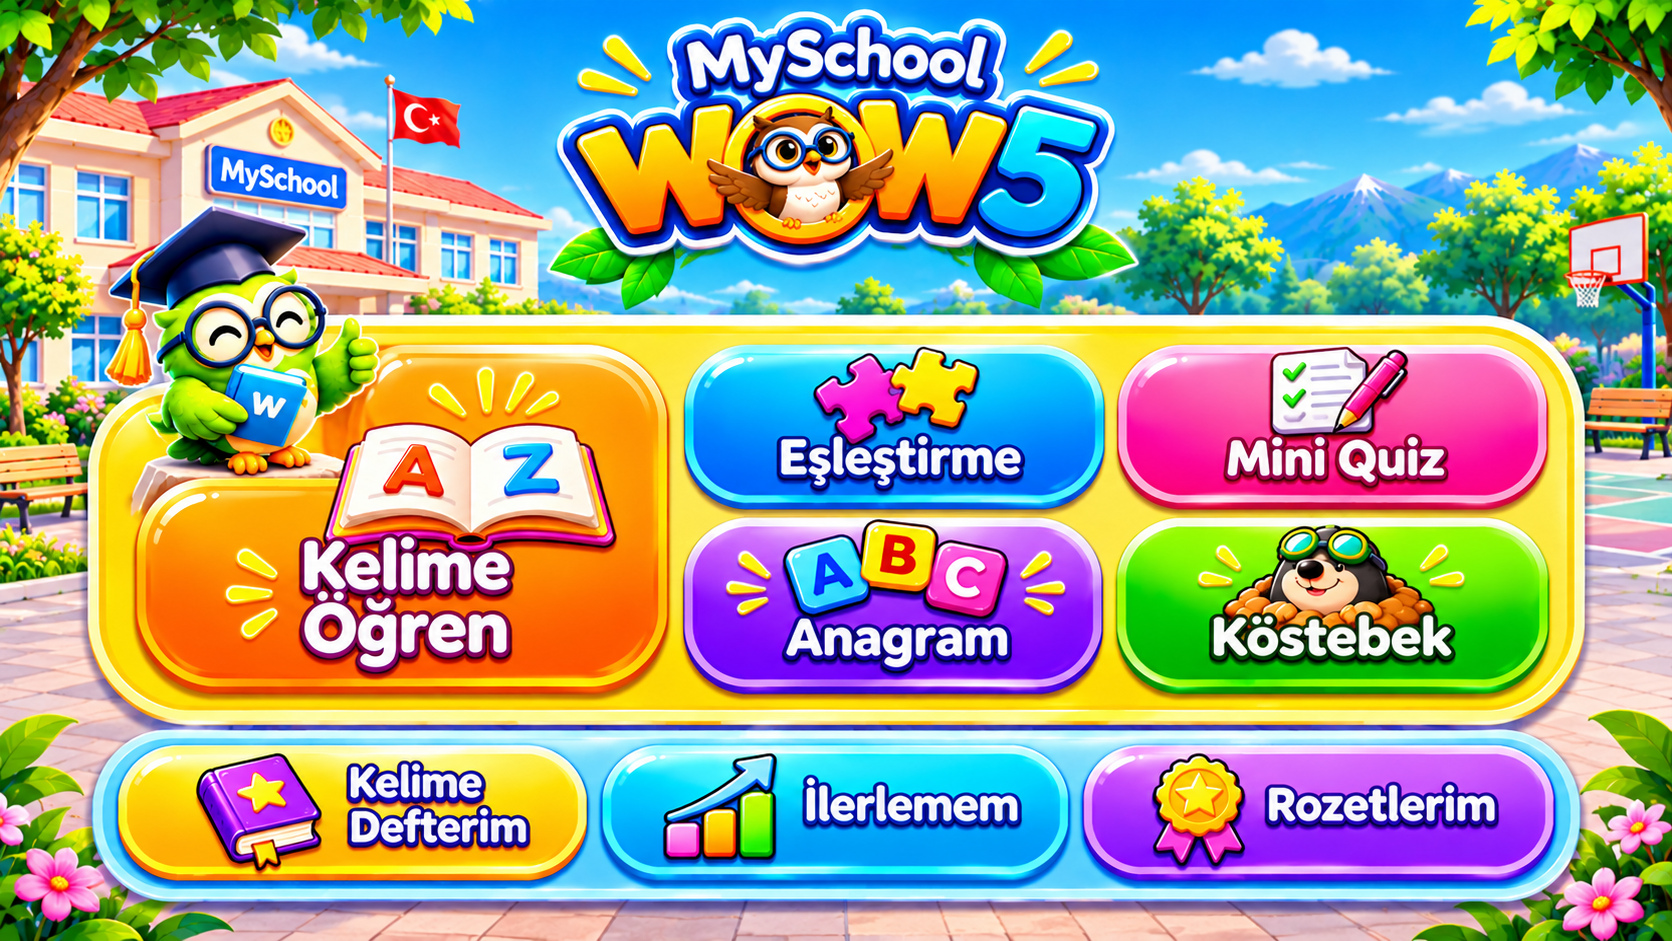 MySchool
WOW5
MySchool
W
A Z
Kelime
Öğren
Eşleştirme
Mini Quiz
A B C
Anagram
Köstebek
Kelime
Defterim
İlerlemem
Rozetlerim